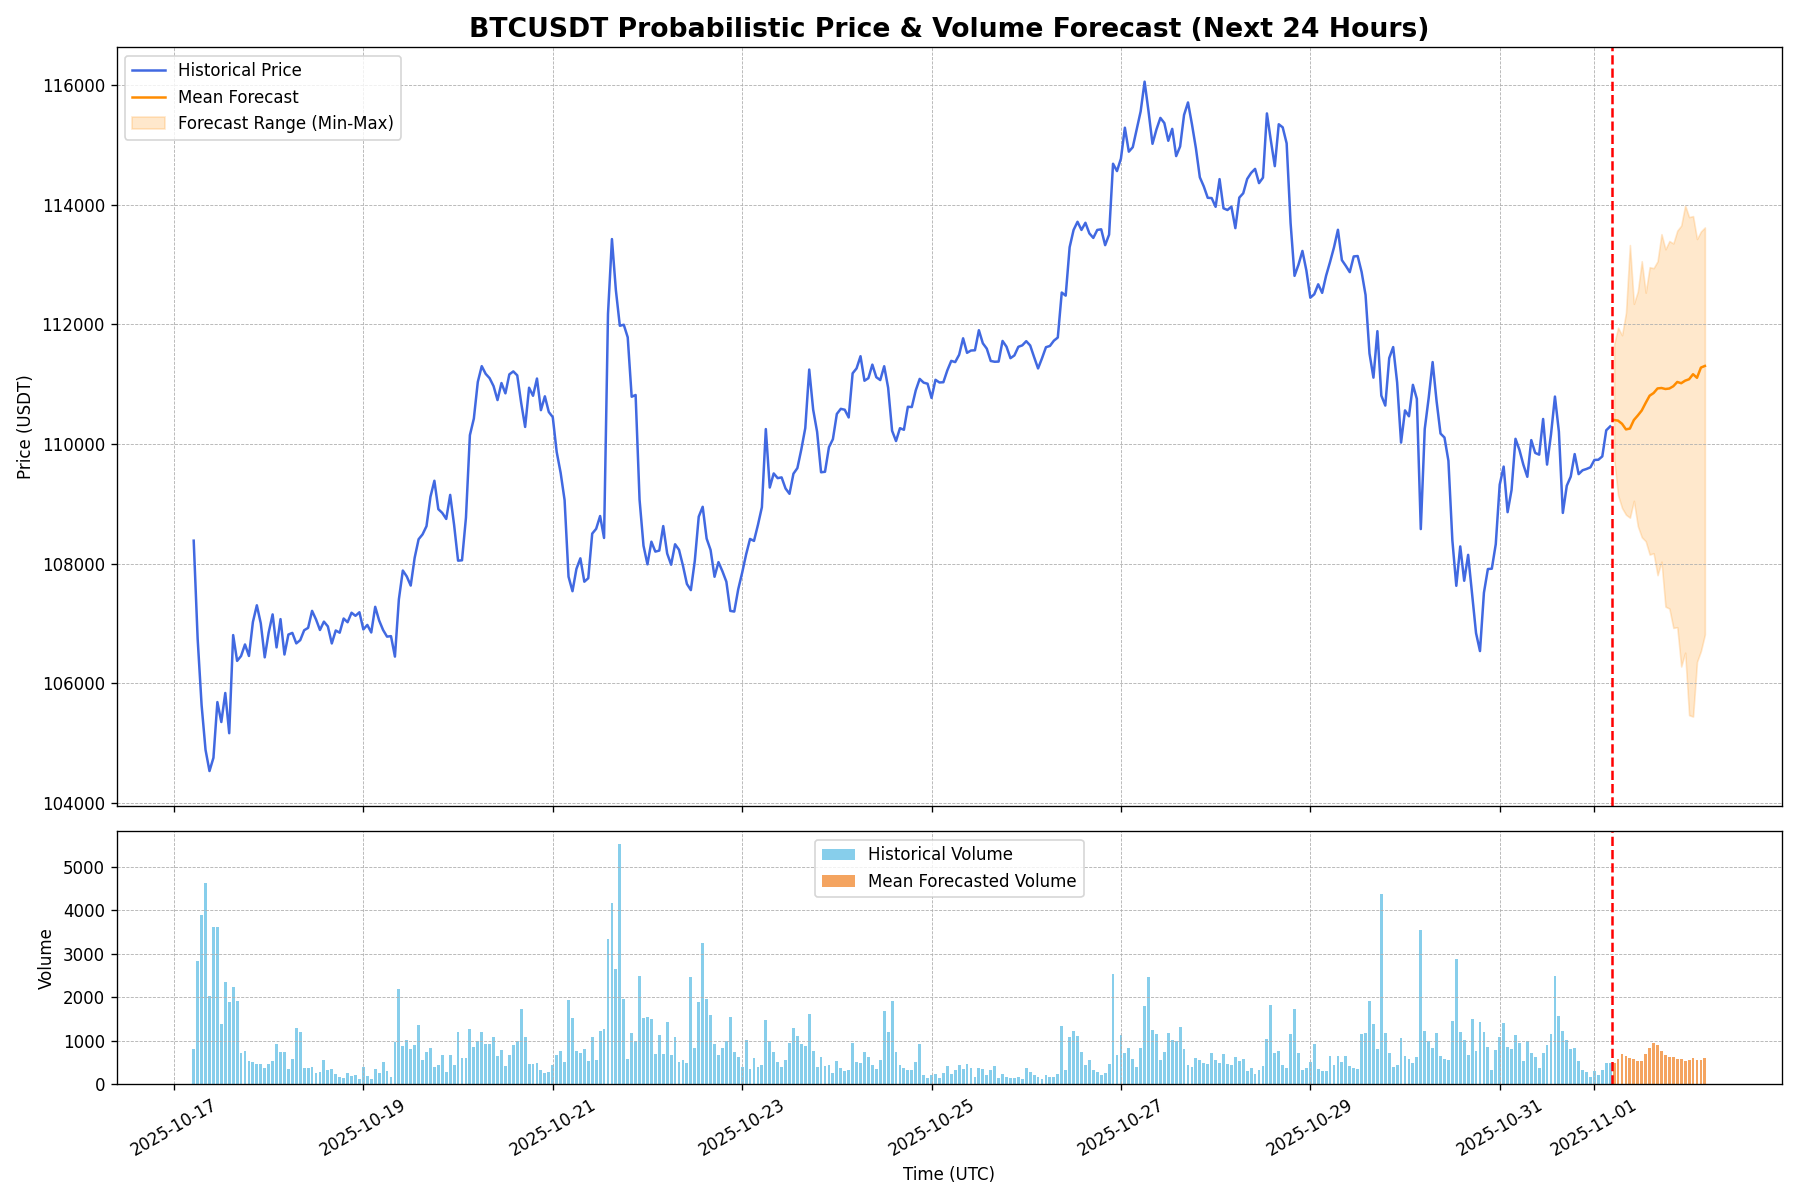 BTCUSDT Probabilistic Price & Volume Forecast (Next 24 Hours)
Historical Price
Mean Forecast
Forecast Range (Min-Max)
Price (USDT)
116000
114000
112000
110000
108000
106000
104000
Historical Volume
Mean Forecasted Volume
Volume
5000
4000
3000
2000
1000
0
2025-10-17
2025-10-19
2025-10-21
2025-10-23
2025-10-25
2025-10-27
2025-10-29
2025-10-31
2025-11-01
Time (UTC)